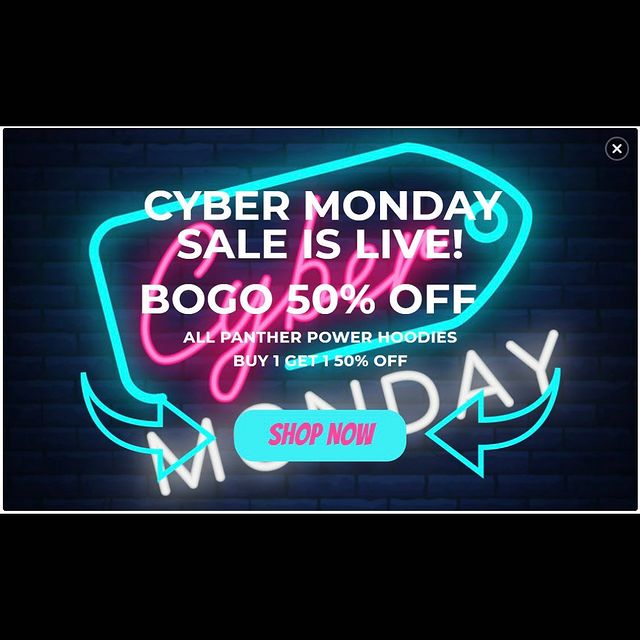 CYBER MONDAY
SALE IS LIVE!
Cyber
BOGO 50% OFF
ALL PANTHER POWER HOODIES
BUY 1 GET 1 50% OFF
MONDAY
SHOP NOW